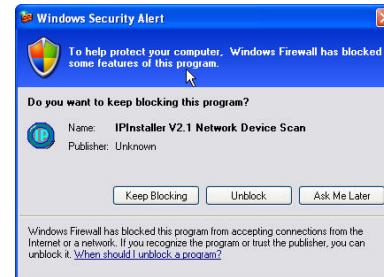 Windows Security Alert
To help protect your computer, Windows Firewall has blocked
some features of this program.
Do you want to keep blocking this program?
IP
Name: IPInstaller V2.1 Network Device Scan
Publisher: Unknown
Keep Blocking Unblock Ask Me Later
Windows Firewall has blocked this program from accepting connections from the
Internet or a network. If you recognize the program or trust the publisher, you can
unblock it. When should I unblock a program?